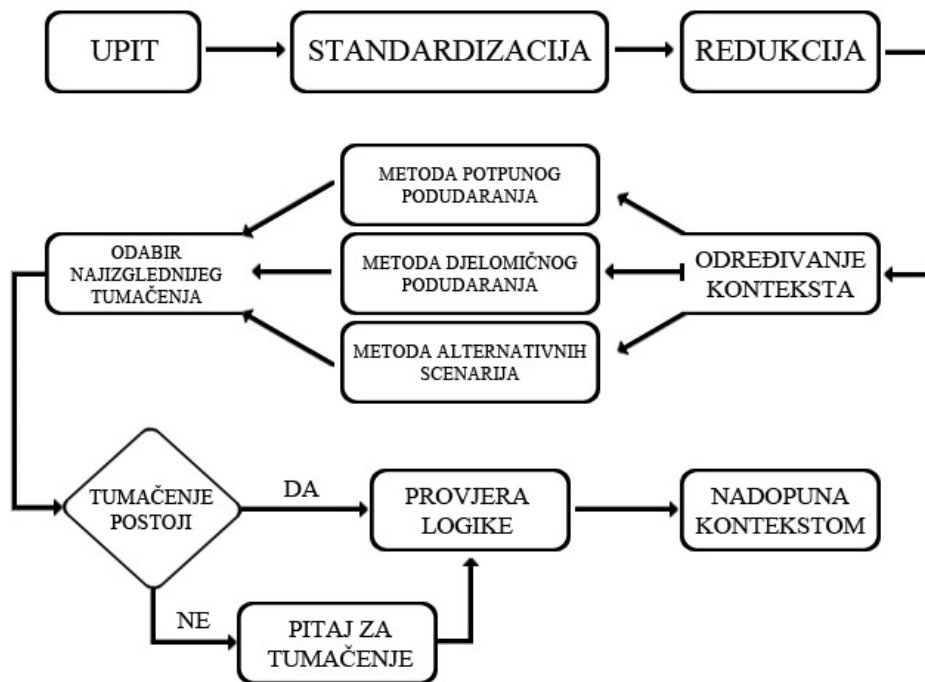 UPIT
STANDARDIZACIJA
REDUKCIJA
METODA POTPUNOG
PODUDARANJA
ODABIR
NAJIZGLEDNIJEG
TUMAČENJA
METODA DJELOMIČNOG
PODUDARANJA
ODREĐIVANJE
KONTEKSTA
METODA ALTERNATIVNIH
SCENARIJA
TUMAČENJE
POSTOJI
DA
PROVJERA
LOGIKE
NADOPUNA
KONTEKSTOM
NE
PITAJ ZA
TUMAČENJE